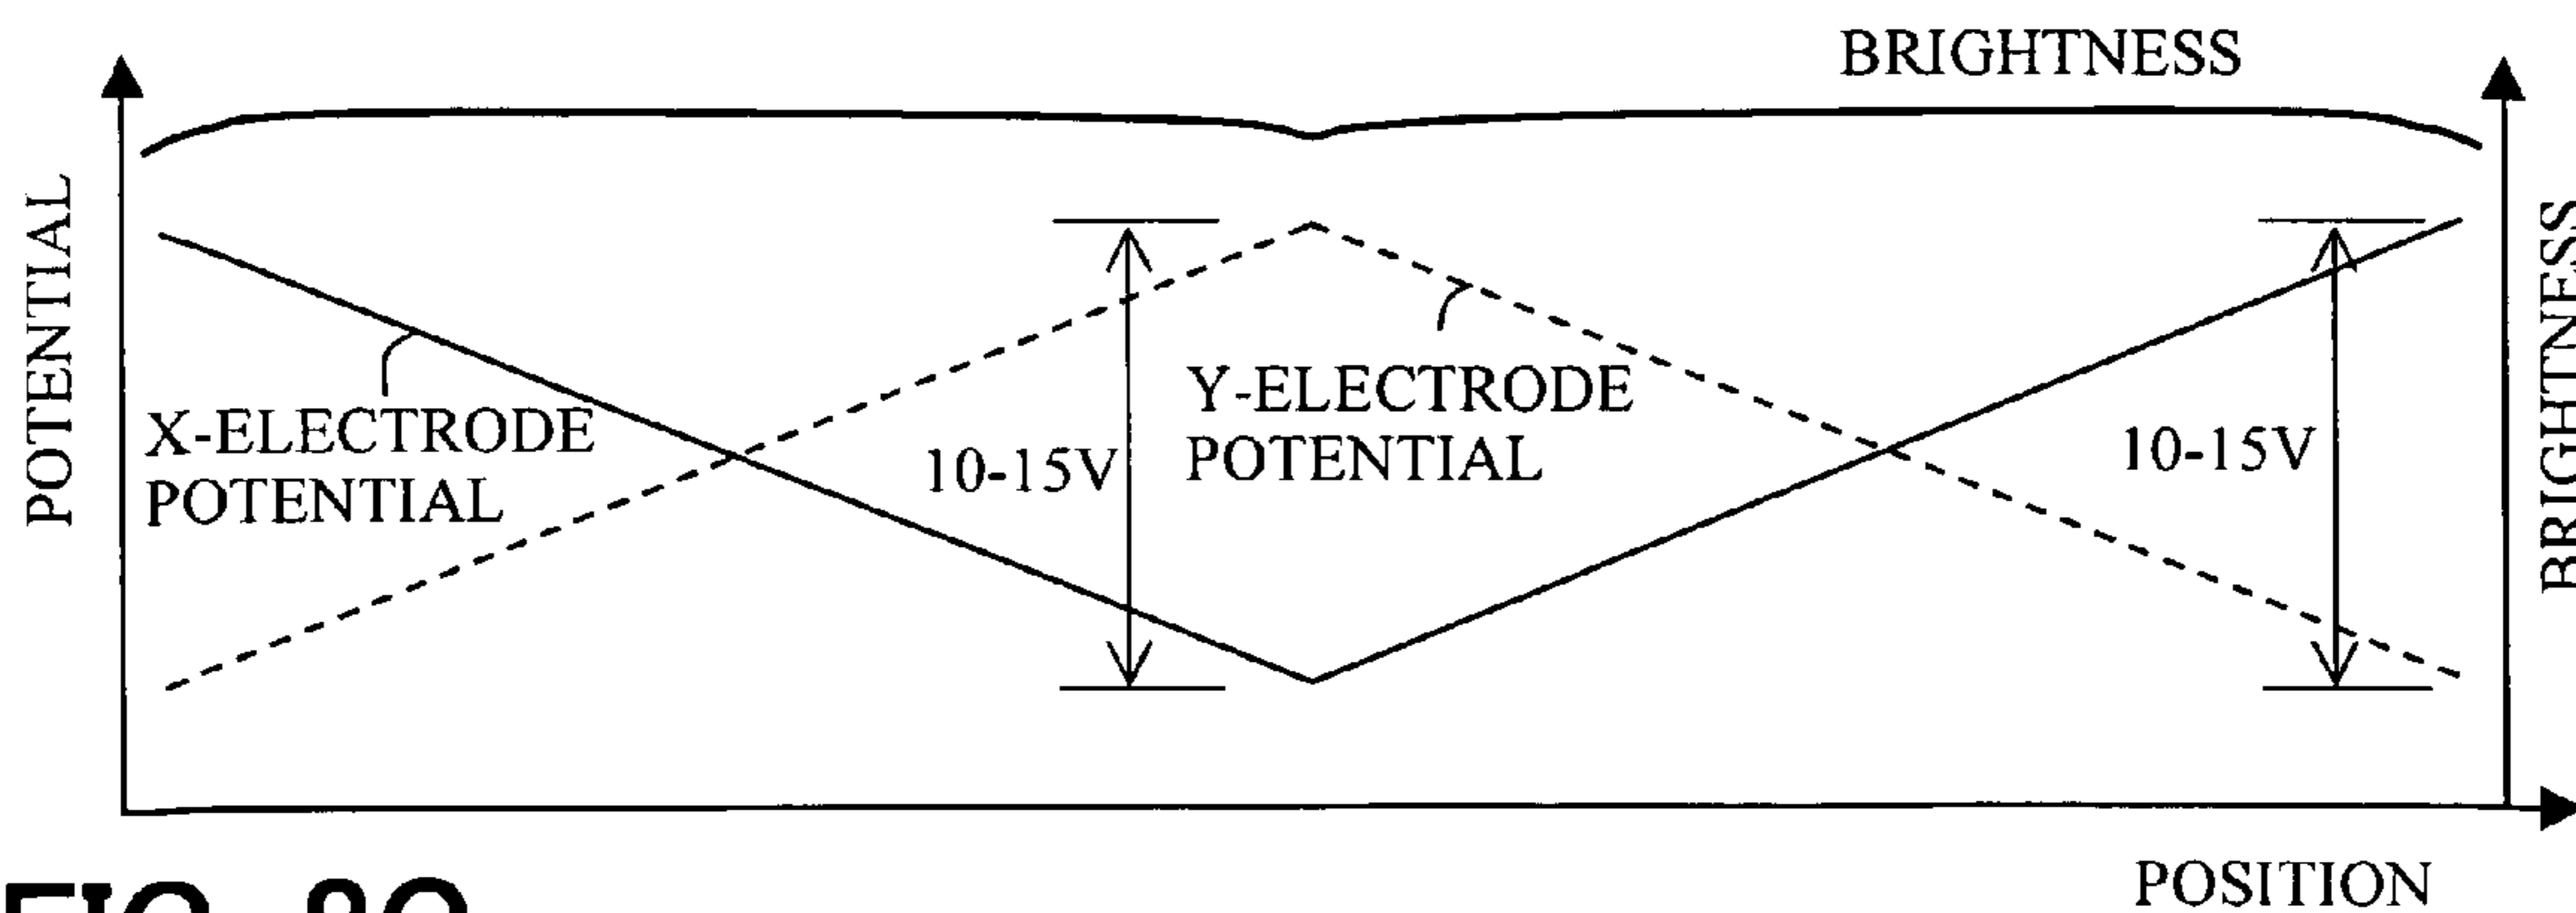 BRIGHTNESS
POTENTIAL
BRIGHTNESS
X-ELECTRODE
POTENTIAL
10-15V
Y-ELECTRODE
POTENTIAL
10-15V
POSITION